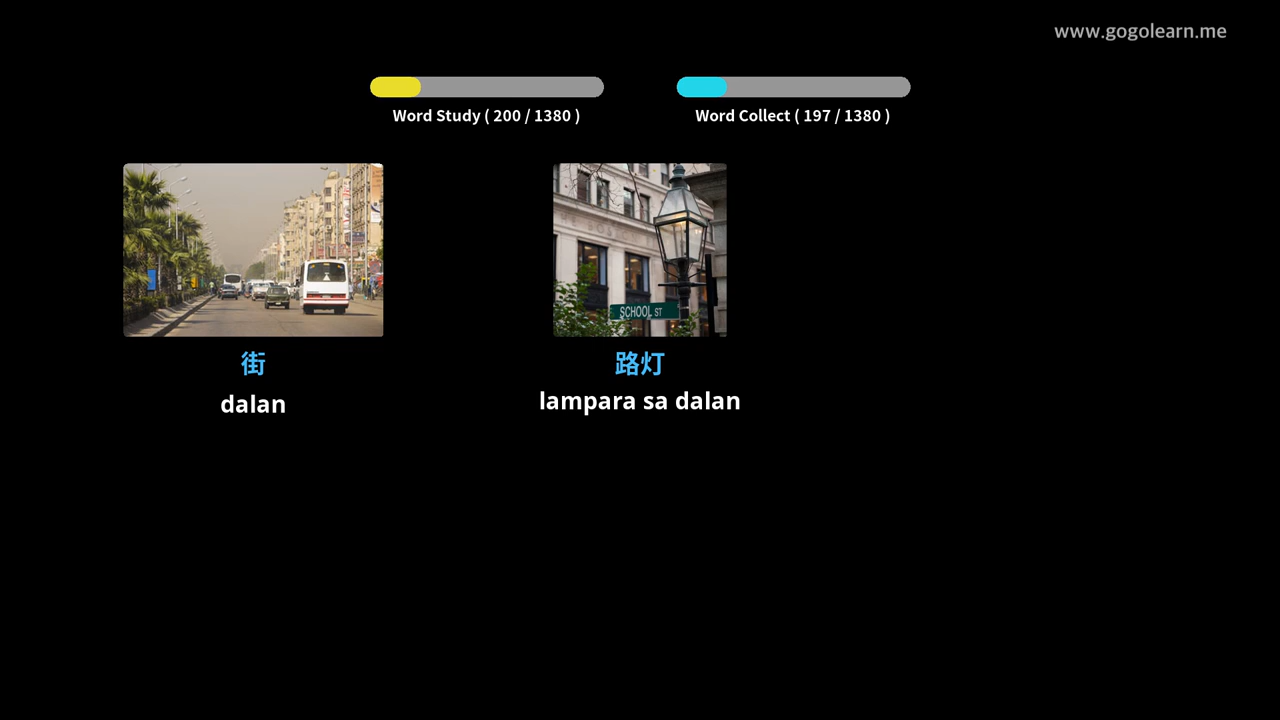 www.gogolearn.me
Word Study ( 200 / 1380 )
Word Collect ( 197 / 1380 )
SCHOOL ST
街
路灯
dalan
lampara sa dalan